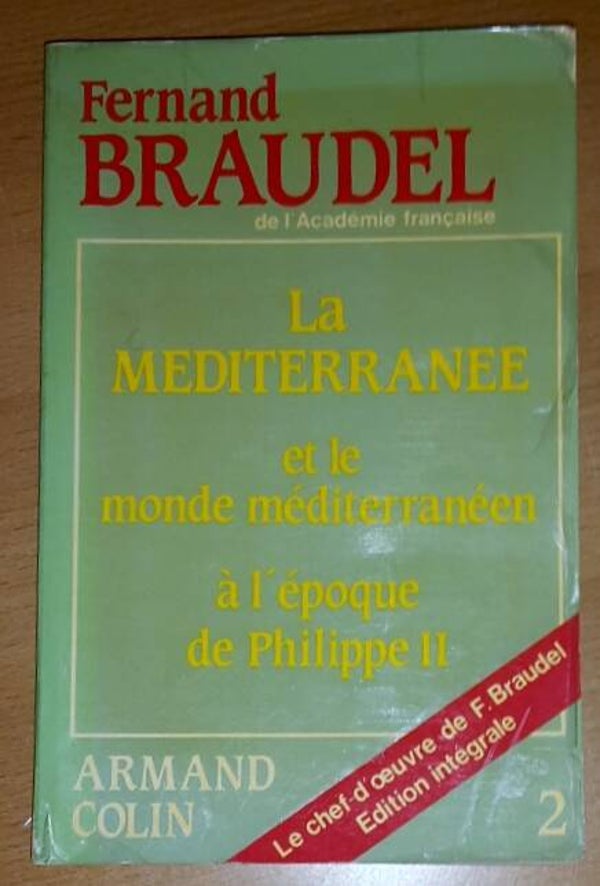 Fernand
BRAUDEL
de l'Académie française
La
MEDITERRANEE
et le
monde méditerranéen
à l'époque
de Philippe II
Le chef-d'œuvre de F. Braudel
Edition intégrale
ARMAND
COLIN
2